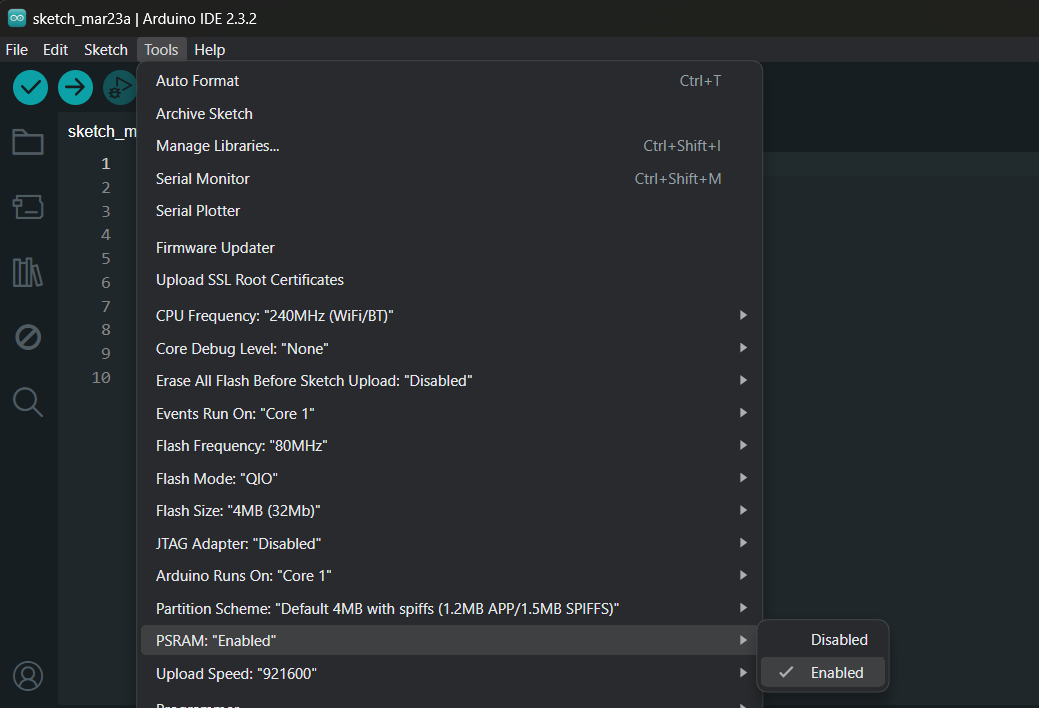 sketch_mar23a | Arduino IDE 2.3.2
File Edit Sketch Tools Help
Auto Format Ctrl+T
Archive Sketch
sketch_m
Manage Libraries... Ctrl+Shift+I
1
Serial Monitor Ctrl+Shift+M
2
Serial Plotter
3
4
Firmware Updater
5
Upload SSL Root Certificates
6
7
CPU Frequency: "240MHz (WiFi/BT)"
8
Core Debug Level: "None"
9
10
Erase All Flash Before Sketch Upload: "Disabled"
Events Run On: "Core 1"
Flash Frequency: "80MHz"
Flash Mode: "QIO"
Flash Size: "4MB (32Mb)"
JTAG Adapter: "Disabled"
Arduino Runs On: "Core 1"
Partition Scheme: "Default 4MB with spiffs (1.2MB APP/1.5MB SPIFFS)"
PSRAM: "Enabled"
Disabled
Enabled
Upload Speed: "921600"
Programmer